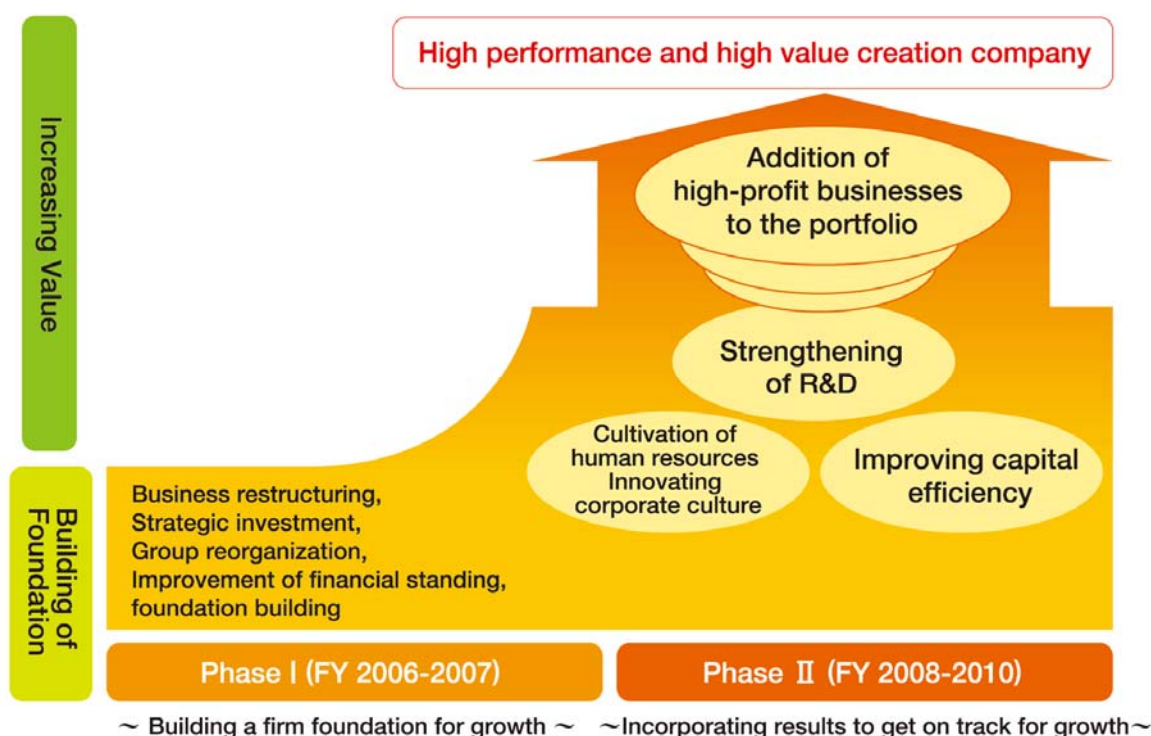 High performance and high value creation company
Increasing Value
Addition of
high-profit businesses
to the portfolio
Strengthening
of R&D
Cultivation of
human resources
Innovating
corporate culture
Improving capital
efficiency
Building of
Foundation
Business restructuring,
Strategic investment,
Group reorganization,
Improvement of financial standing,
foundation building
Phase I (FY 2006-2007)
Phase II (FY 2008-2010)
~ Building a firm foundation for growth ~
~Incorporating results to get on track for growth~